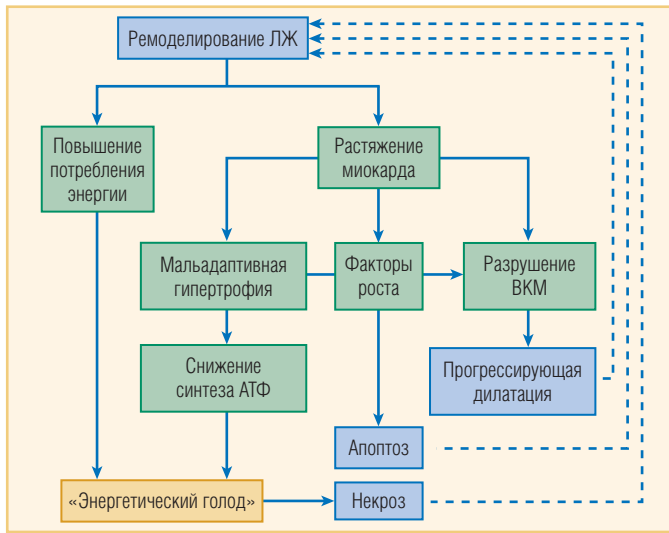 Ремоделирование ЛЖ
Повышение
потребления
энергии
Растяжение
миокарда
Мальадаптивная
гипертрофия
Факторы
роста
Разрушение
ВКМ
Снижение
синтеза АТФ
Прогрессирующая
дилатация
Апоптоз
«Энергетический голод»
Некроз